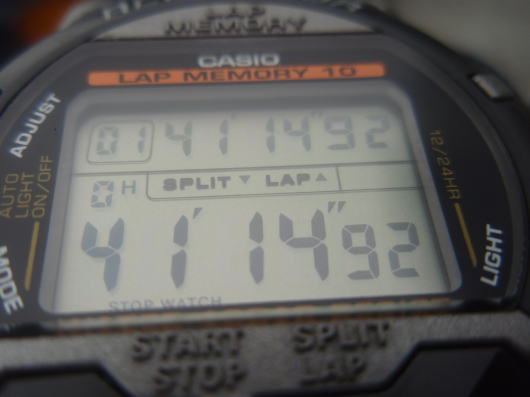 LAP
MEMORY
CASIO
LAP MEMORY 10
ADJUST
01 41'14"92
AUTO
LIGHT
ON/OFF
12/24HR
0H SPLIT▼ LAP▲
41'14"92
MODE
LIGHT
STOP WATCH
START
STOP
SPLIT
LAP